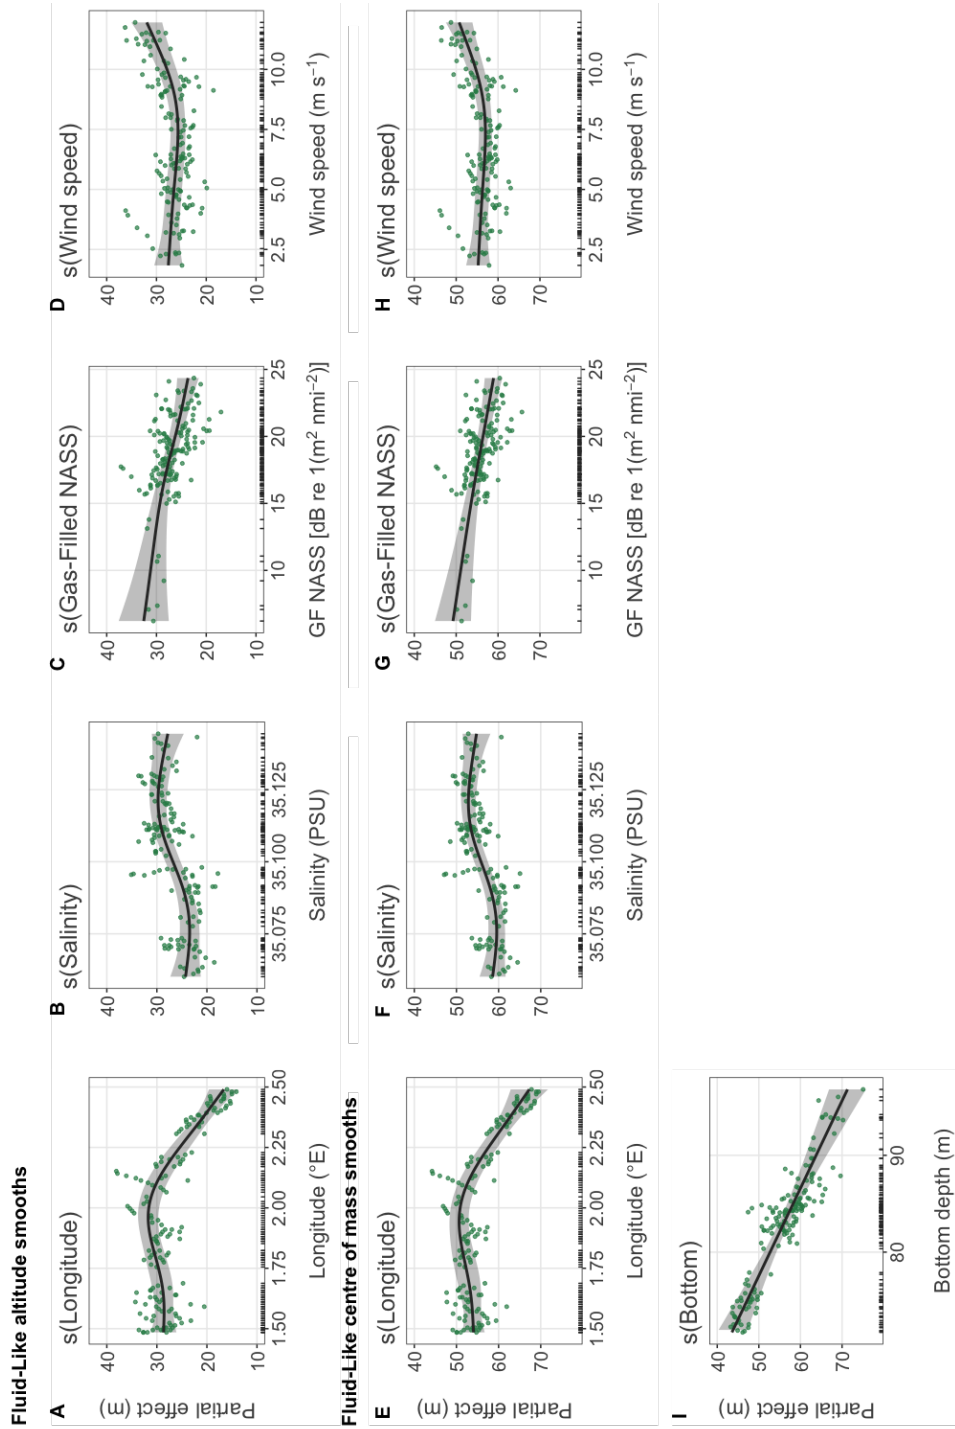 Fluid-Like altitude smooths
A
s(Longitude)
Partial effect (m)
40
30
20
10
1.50
1.75
2.00
2.25
2.50
Longitude (°E)
B
s(Salinity)
40
30
20
10
35.075
35.100
35.125
Salinity (PSU)
C
s(Gas-Filled NASS)
40
30
20
10
10
15
20
25
GF NASS [dB re 1(m² nmi⁻²)]
D
s(Wind speed)
40
30
20
10
2.5
5.0
7.5
10.0
Wind speed (m s⁻¹)
Fluid-Like centre of mass smooths
E
s(Longitude)
Partial effect (m)
40
50
60
70
1.50
1.75
2.00
2.25
2.50
Longitude (°E)
F
s(Salinity)
40
50
60
70
35.075
35.100
35.125
Salinity (PSU)
G
s(Gas-Filled NASS)
40
50
60
70
10
15
20
25
GF NASS [dB re 1(m² nmi⁻²)]
H
s(Wind speed)
40
50
60
70
2.5
5.0
7.5
10.0
Wind speed (m s⁻¹)
I
s(Bottom)
Partial effect (m)
40
50
60
70
80
90
Bottom depth (m)